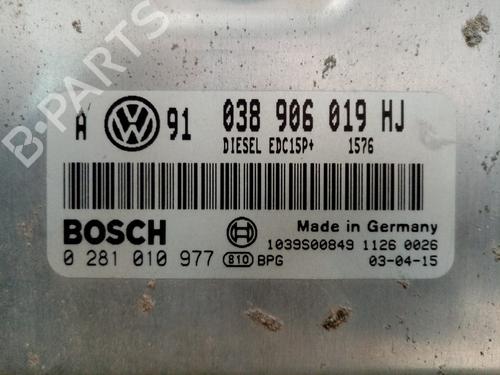 B-PARTS
A VW 91 038 906 019 HJ
DIESEL EDC15P+ 1576
BOSCH
Made in Germany
1039S00849 1126 0026
0 281 010 977 810 BPG 03-04-15